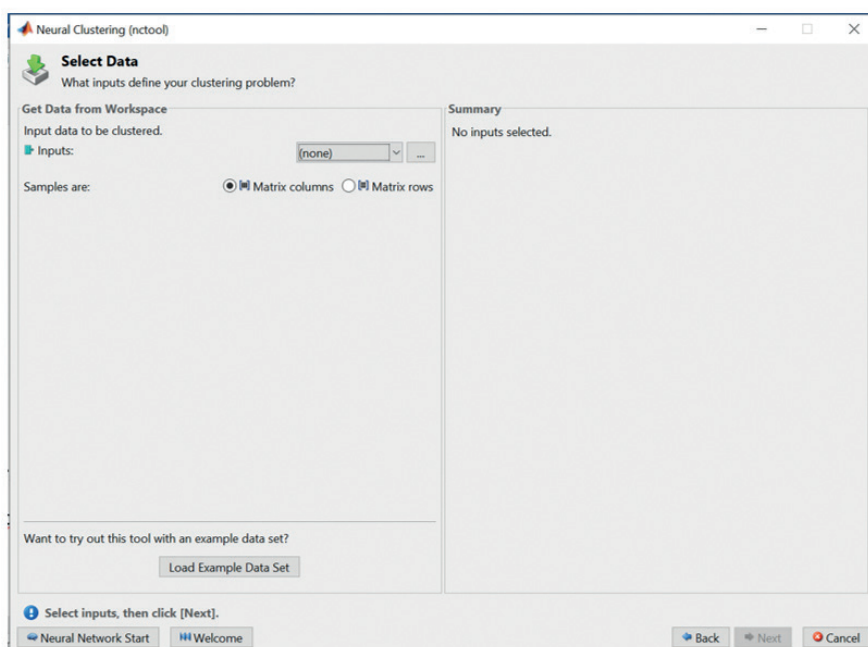 Neural Clustering (nctool)
Select Data
What inputs define your clustering problem?
Get Data from Workspace
Input data to be clustered.
Inputs: (none) ...
Samples are: Matrix columns Matrix rows
Want to try out this tool with an example data set?
Load Example Data Set
Summary
No inputs selected.
Select inputs, then click [Next].
Neural Network Start Welcome Back Next Cancel